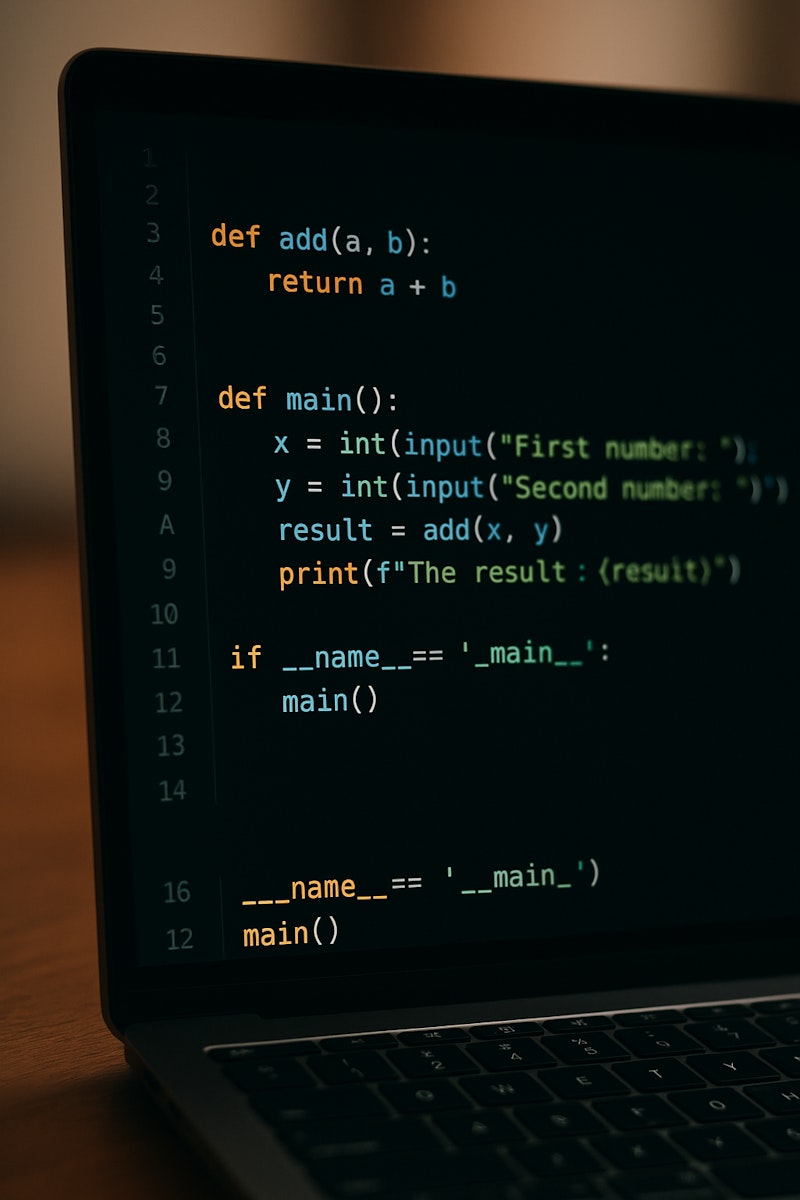 1
2
3 def add(a, b):
4 return a + b
5
6
7 def main():
8 x = int(input("First number: ");
9 y = int(input("Second number: ")")
A result = add(x, y)
9 print(f"The result : {resuit}")
10
11 if __name__== '_main__':
12 main()
13
14
16 ___name__== '__main_')
12 main()